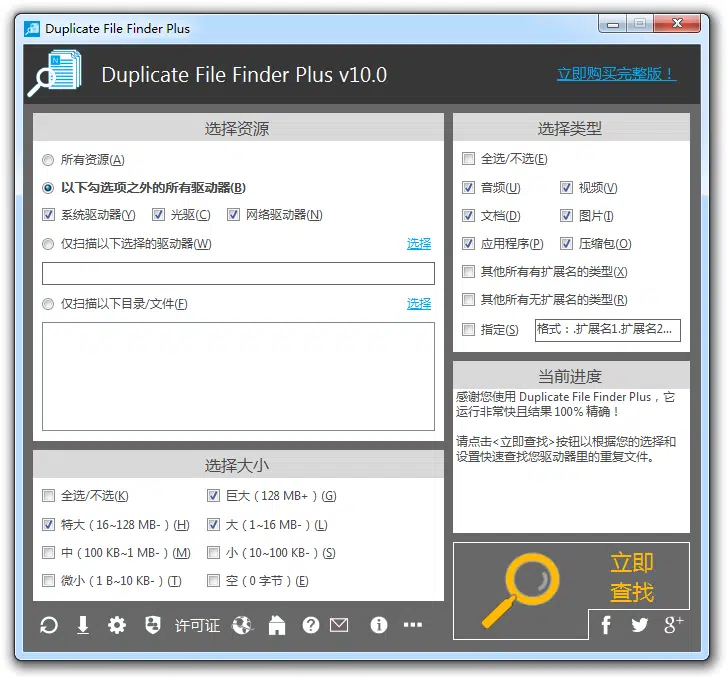 Duplicate File Finder Plus
Duplicate File Finder Plus v10.0
立即购买完整版！
选择资源
所有资源(A)
以下勾选项之外的所有驱动器(B)
系统驱动器(Y) 光驱(C) 网络驱动器(N)
仅扫描以下选择的驱动器(W) 选择
仅扫描以下目录/文件(F) 选择
选择大小
全选/不选(K) 巨大 ( 128 MB+ ) (G)
特大 ( 16~128 MB- ) (H) 大 ( 1~16 MB- ) (L)
中 ( 100 KB~1 MB- ) (M) 小 ( 10~100 KB- ) (S)
微小 ( 1 B~10 KB- ) (T) 空 ( 0 字节 ) (E)
许可证
选择类型
全选/不选(E)
音频(U) 视频(V)
文档(D) 图片(I)
应用程序(P) 压缩包(O)
其他所有有扩展名的类型(X)
其他所有无扩展名的类型(R)
指定(S) 格式：.扩展名1.扩展名2...
当前进度
感谢您使用 Duplicate File Finder Plus，它
运行非常快且结果 100% 精确！
请点击<立即查找>按钮以根据您的选择和
设置快速查找您驱动器里的重复文件。
立即
查找